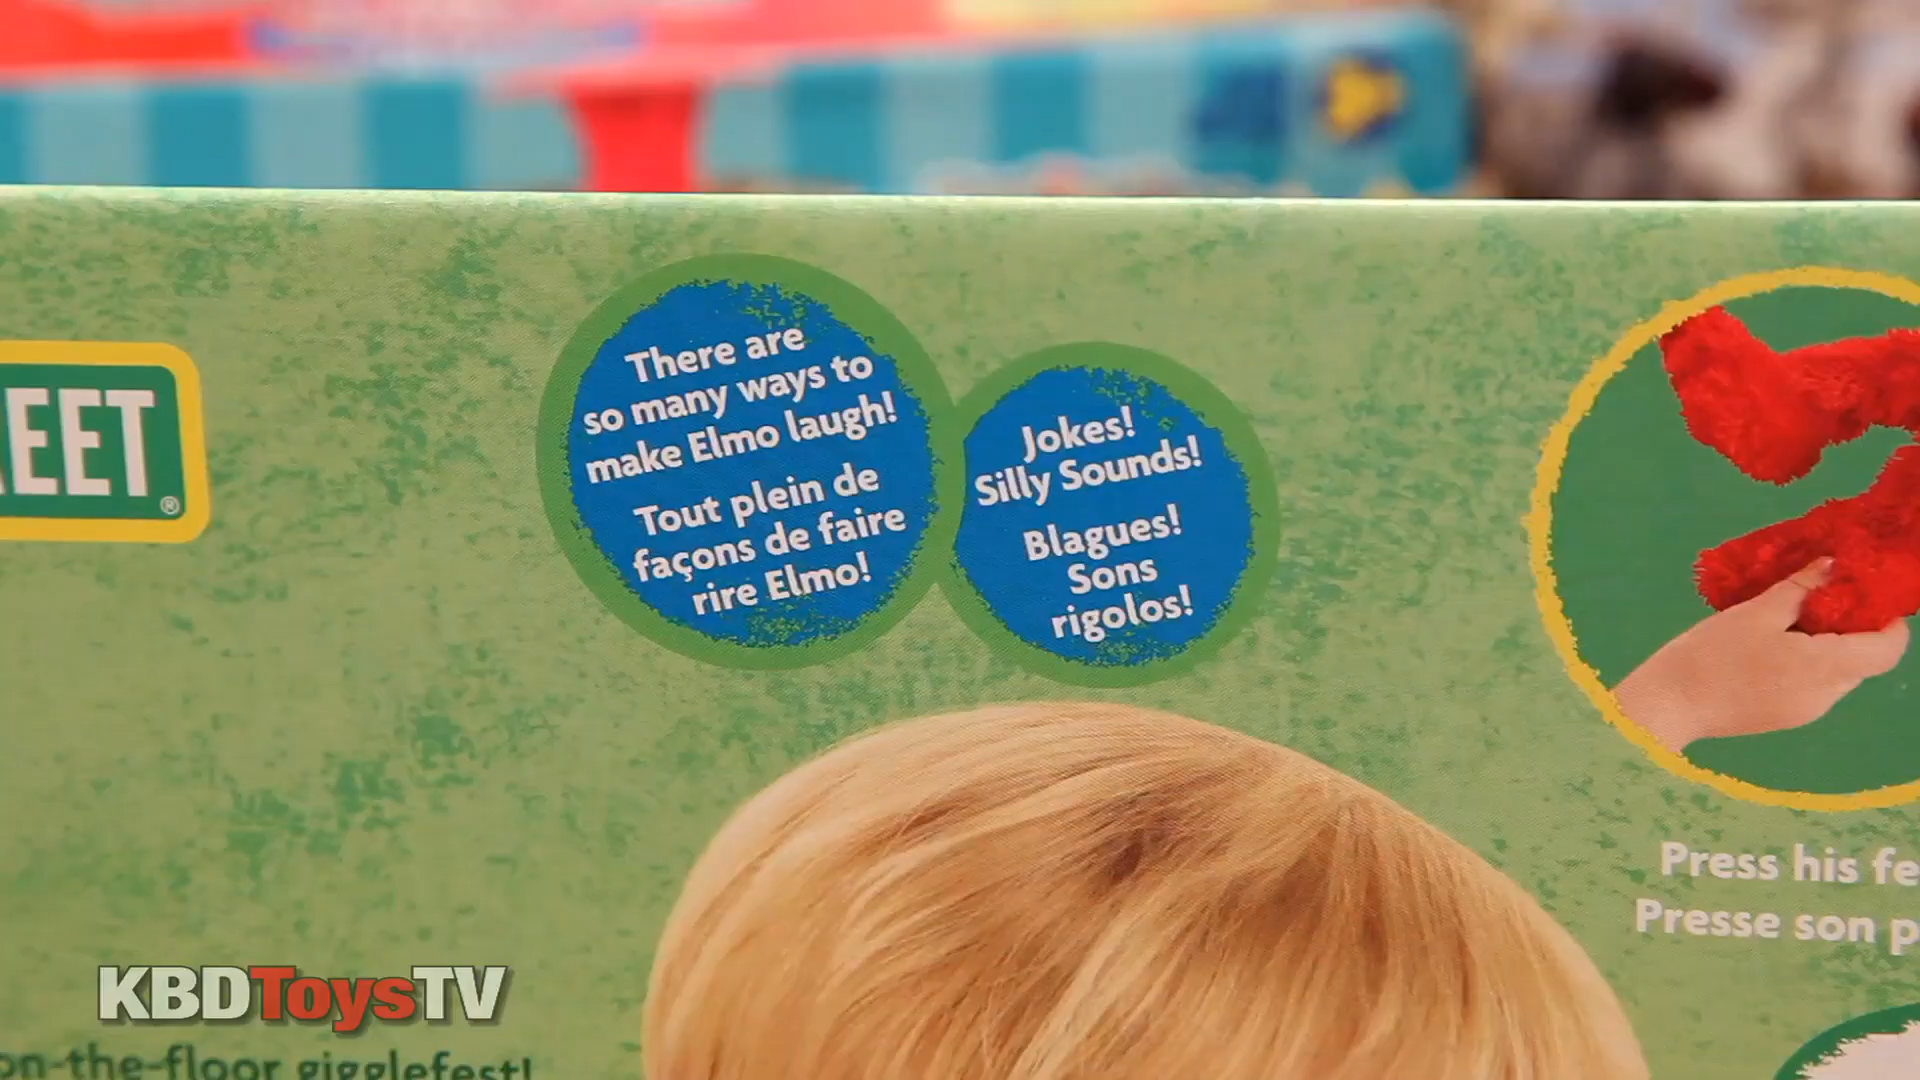 EET
®
There are
so many ways to
make Elmo laugh!
Tout plein de
façons de faire
rire Elmo!
Jokes!
Silly Sounds!
Blagues!
Sons
rigolos!
Press his
Presse son
KBDToysTV
on-the-floor gigglefest!